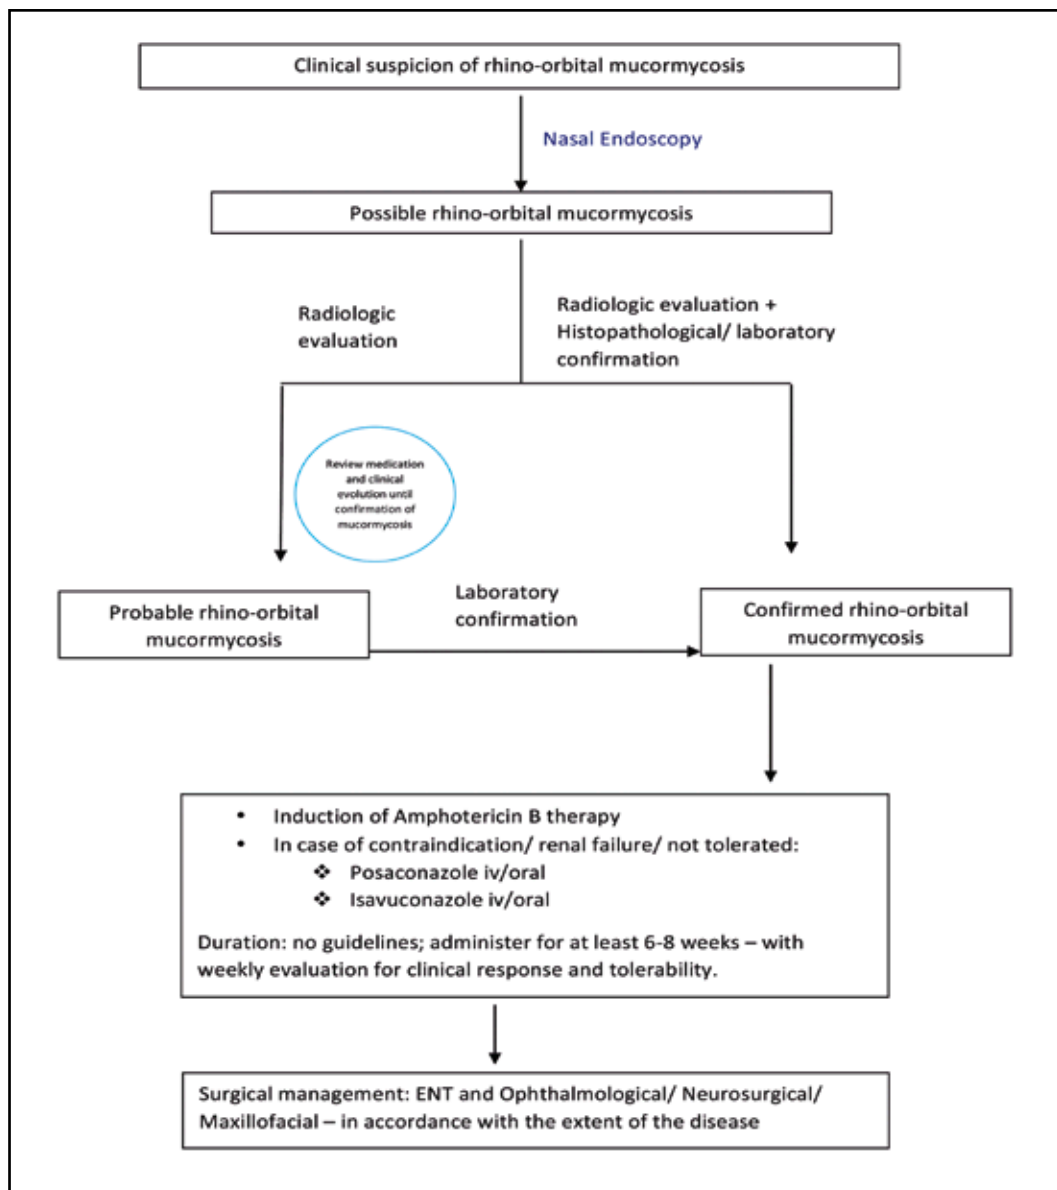 Clinical suspicion of rhino-orbital mucormycosis
Nasal Endoscopy
Possible rhino-orbital mucormycosis
Radiologic
evaluation
Radiologic evaluation +
Histopathological/ laboratory
confirmation
Review medication
and clinical
evolution until
confirmation of
mucormycosis
Probable rhino-orbital
mucormycosis
Laboratory
confirmation
Confirmed rhino-orbital
mucormycosis
• Induction of Amphotericin B therapy
• In case of contraindication/ renal failure/ not tolerated:
❖ Posaconazole iv/oral
❖ Isavuconazole iv/oral
Duration: no guidelines; administer for at least 6-8 weeks – with
weekly evaluation for clinical response and tolerability.
Surgical management: ENT and Ophthalmological/ Neurosurgical/
Maxillofacial – in accordance with the extent of the disease